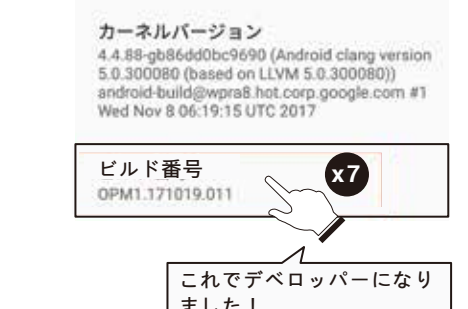 カーネルバージョン
4.4.88-gb86dd0bc9690 (Android clang version
5.0.300080 (based on LLVM 5.0.300080))
android-build@wpra8.hot.corp.google.com #1
Wed Nov 8 06:19:15 UTC 2017
ビルド番号
x7
OPM1.171019.011
これでデベロッパーになり
ました！